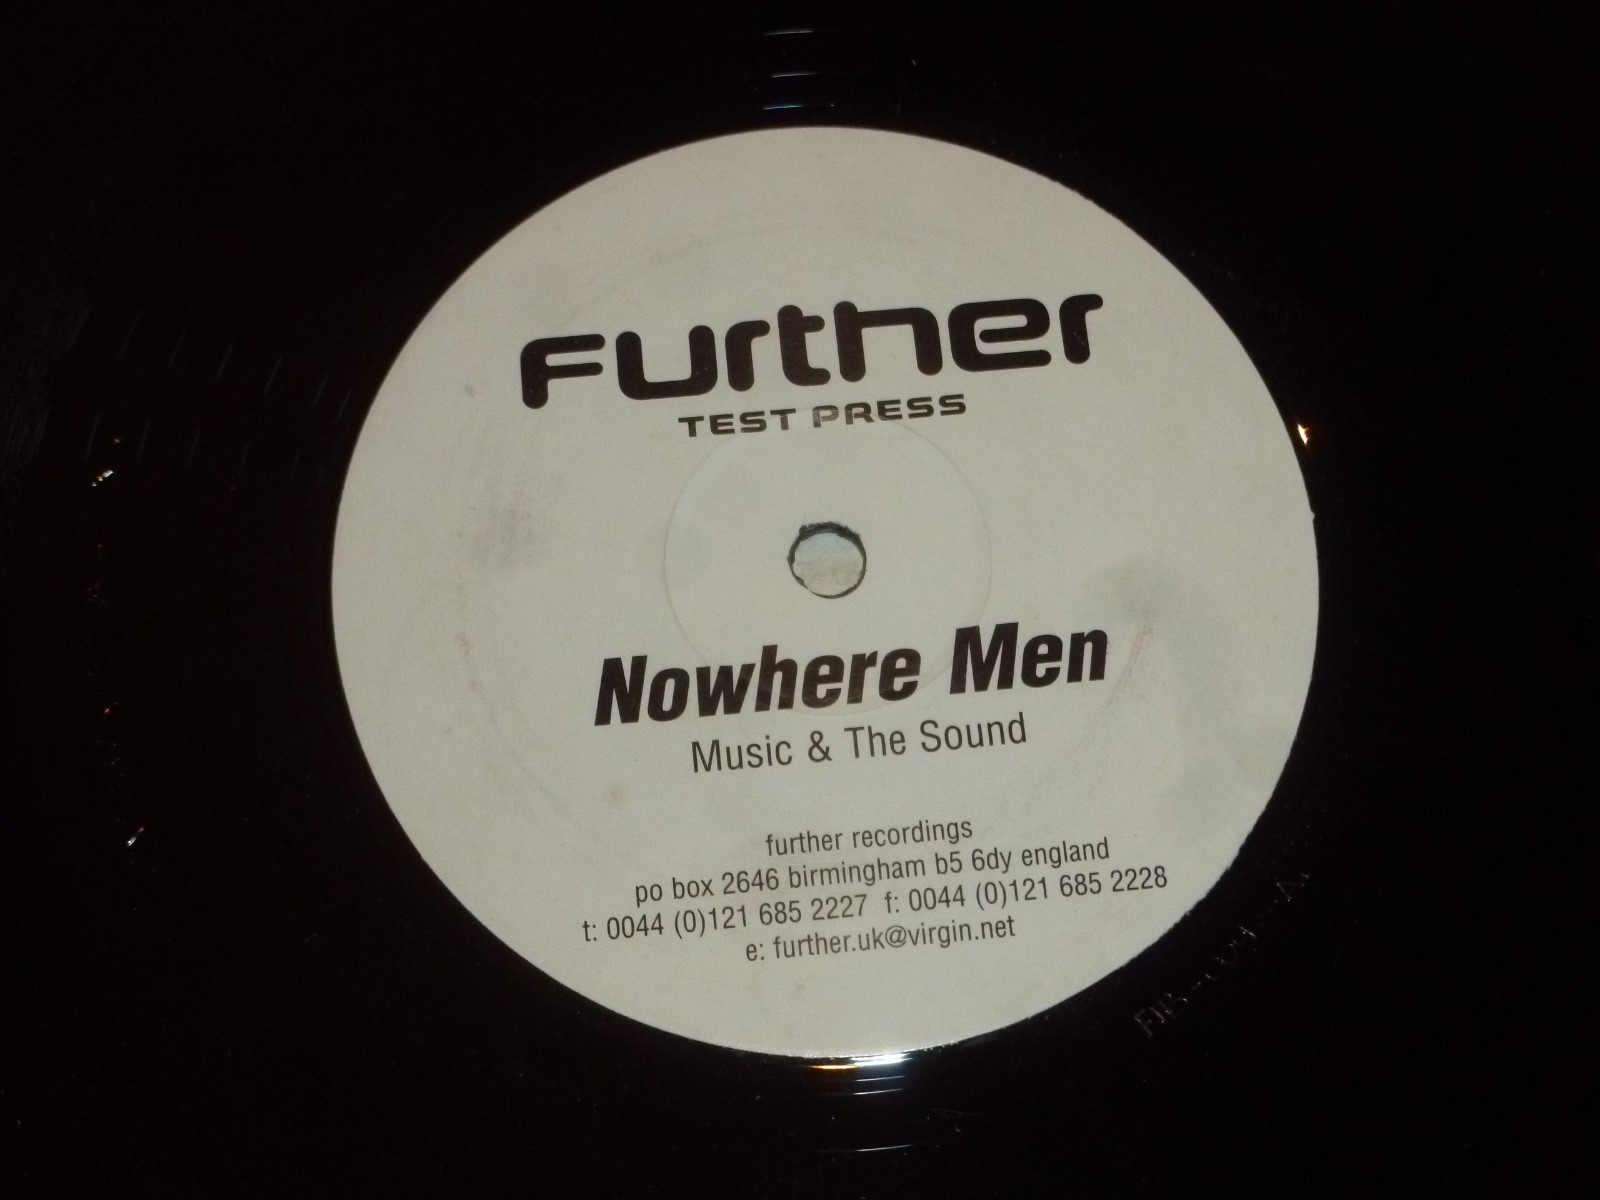 Further
TEST PRESS
Nowhere Men
Music & The Sound
further recordings
po box 2646 birmingham b5 6dy england
t: 0044 (0)121 685 2227 f: 0044 (0)121 685 2228
e: further.uk@virgin.net